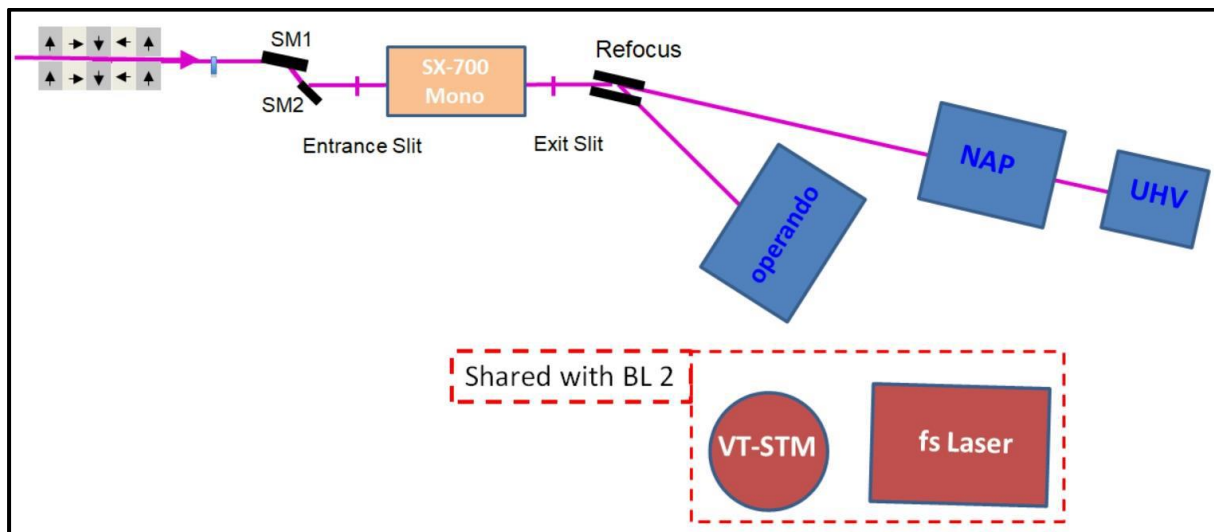 SM1
SM2
Entrance Slit
SX-700
Mono
Exit Slit
Refocus
operando
NAP
UHV
Shared with BL 2
VT-STM
fs Laser